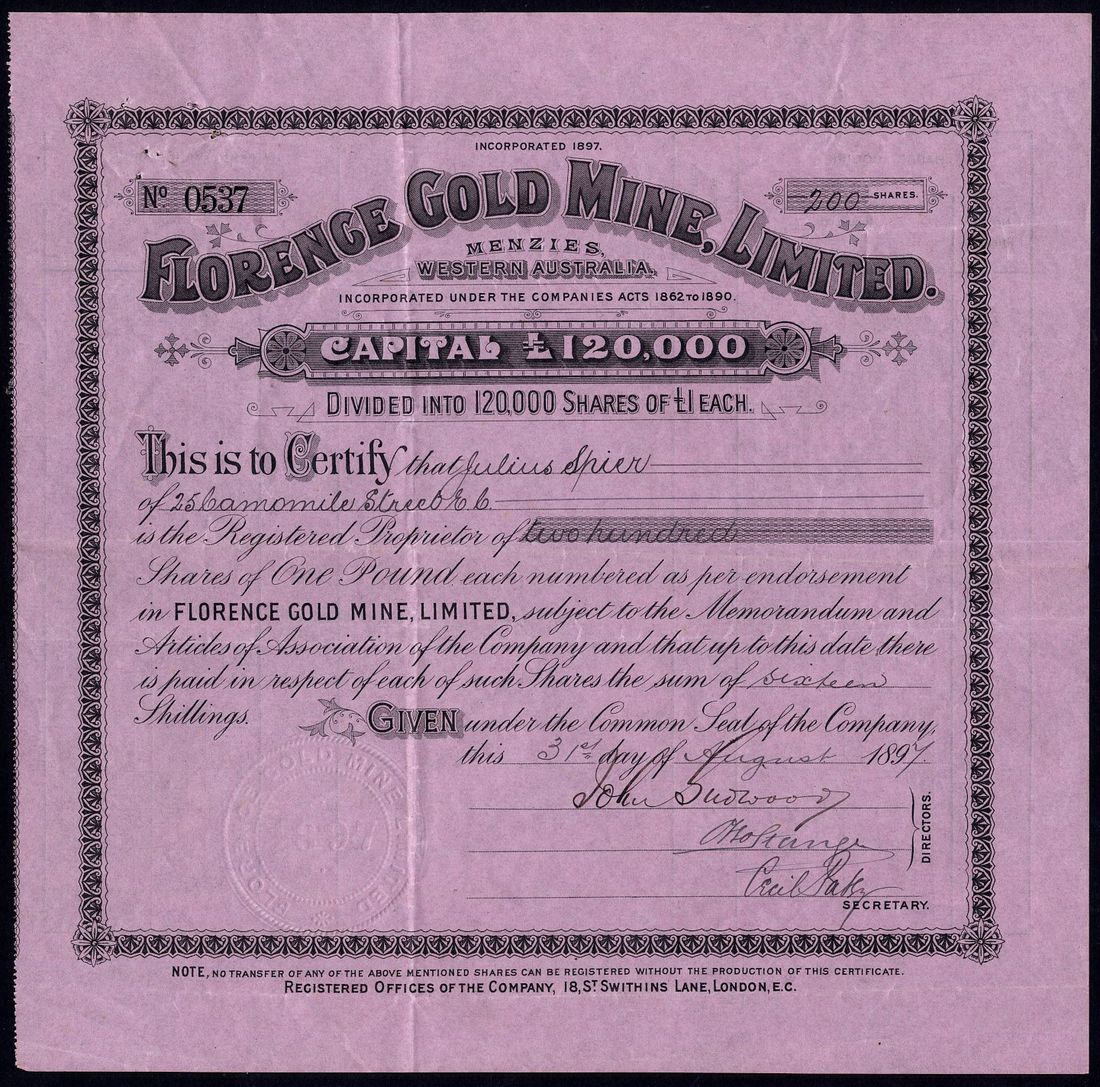 INCORPORATED 1897.
Nº 0537
200 SHARES.
FLORENCE GOLD MINE, LIMITED.
MENZIES,
WESTERN AUSTRALIA,
INCORPORATED UNDER THE COMPANIES ACTS 1862 TO 1890.
CAPITAL £120,000
DIVIDED INTO 120,000 SHARES OF £1 EACH.
This is to Certify that Julius Spier
of 25 Camomile Street E.C.
is the Registered Proprietor of two hundred
Shares of One Pound each numbered as per endorsement
in FLORENCE GOLD MINE, LIMITED, subject to the Memorandum and
Articles of Association of the Company and that up to this date there
is paid in respect of each of such Shares the sum of sixteen
Shillings.
GIVEN under the Common Seal of the Company,
this 31st day of August 1897.
John
DIRECTORS.
Cecil
SECRETARY.
FLORENCE GOLD MINE LIMITED
1897
NOTE, NO TRANSFER OF ANY OF THE ABOVE MENTIONED SHARES CAN BE REGISTERED WITHOUT THE PRODUCTION OF THIS CERTIFICATE.
REGISTERED OFFICES OF THE COMPANY, 18, ST SWITHINS LANE, LONDON, E.C.